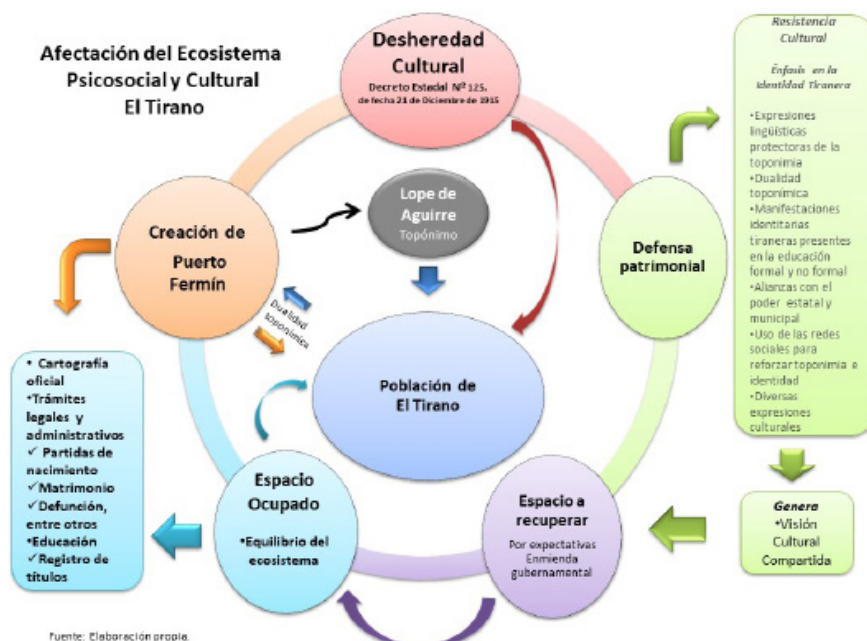 Afectación del Ecosistema
Psicosocial y Cultural
El Tirano
Desheredad
Cultural
Decreto Estadal Nº 125,
de fecha 21 de Diciembre de 1915
Resistencia
Cultural
Énfasis en la
Identidad Tiranera
•Expresiones
lingüísticas
protectoras de la
toponimia
•Dualidad
toponímica
•Manifestaciones
identitarias
tiraneras presentes
en la educación
formal y no formal
•Alianzas con el
poder estatal y
municipal
•Uso de las redes
sociales para
reforzar toponimia e
identidad
•Diversas
expresiones
culturales
Lope de
Aguirre
Topónimo
Creación de
Puerto
Fermín
Defensa
patrimonial
Dualidad
toponímica
Población de
El Tirano
• Cartografía
oficial
•Trámites
legales y
administrativos
✓ Partidas de
nacimiento
✓Matrimonio
✓ Defunción,
entre otros
•Educación
✓ Registro de
títulos
Espacio
Ocupado
•Equilibrio del
ecosistema
Espacio a
recuperar
Por expectativas
Enmienda
gubernamental
Genera
•Visión
Cultural
Compartida
Fuente: Elaboración propia.